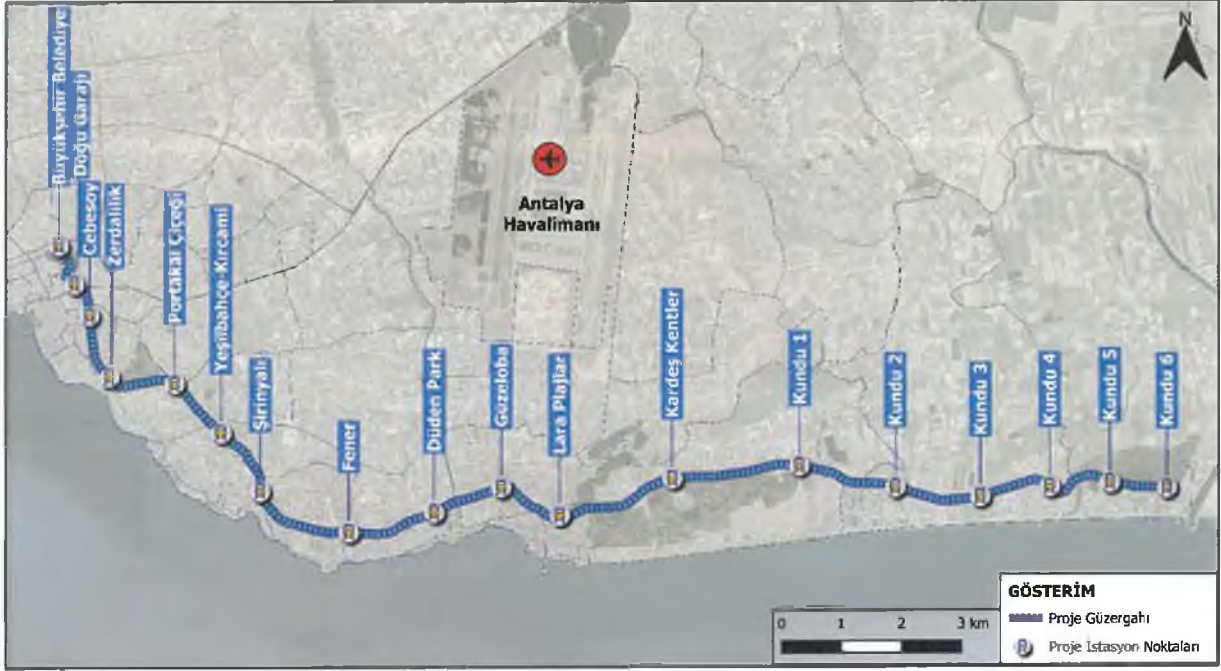 N
Büyükşehir Belediye
Doğu Garajı
Cebesoy
Zerdalilik
Portakal Çiçeği
Yeşilbahçe-Kırcami
Şirinyalı
Fener
Düden Park
Güzeloba
Lara Plajlar
Kardeş Kentler
Kundu 1
Kundu 2
Kundu 3
Kundu 4
Kundu 5
Kundu 6
Antalya
Havalimanı
0 1 2 3 km
GÖSTERİM
Proje Güzergahı
Proje İstasyon Noktaları